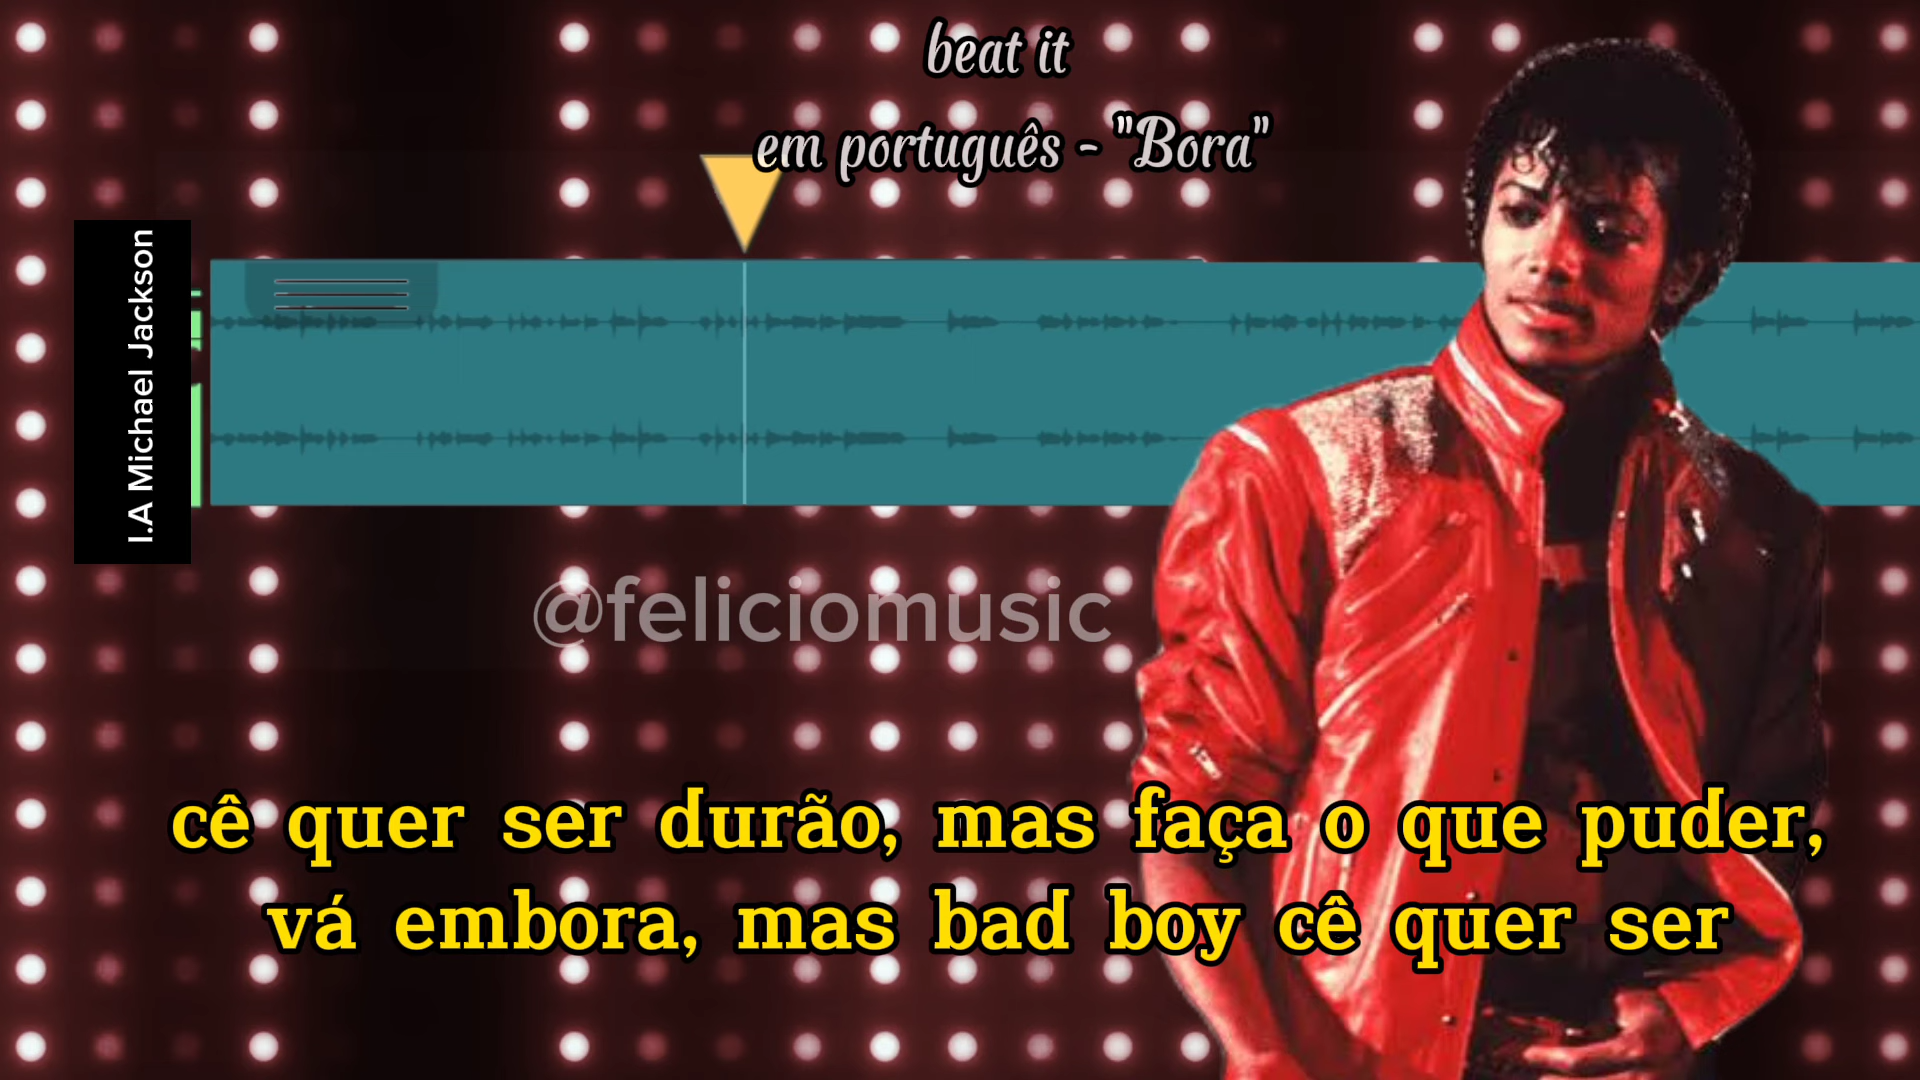 beat it
em português - "Bora"
I.A Michael Jackson
@feliciomusic
cê quer ser durão, mas faça o que puder,
vá embora, mas bad boy cê quer ser